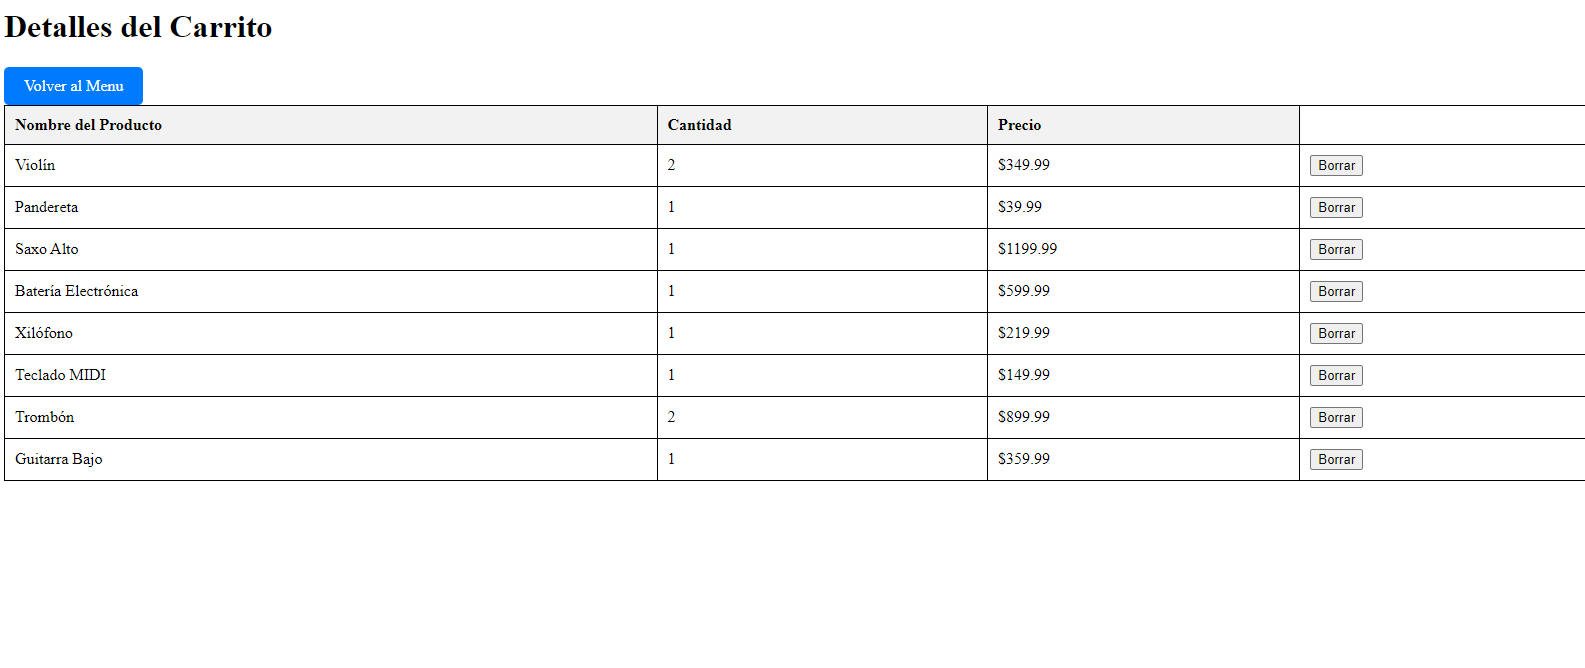 Detalles del Carrito
Volver al Menu
Nombre del Producto Cantidad Precio
Violín 2 $349.99 Borrar
Pandereta 1 $39.99 Borrar
Saxo Alto 1 $1199.99 Borrar
Batería Electrónica 1 $599.99 Borrar
Xilófono 1 $219.99 Borrar
Teclado MIDI 1 $149.99 Borrar
Trombón 2 $899.99 Borrar
Guitarra Bajo 1 $359.99 Borrar